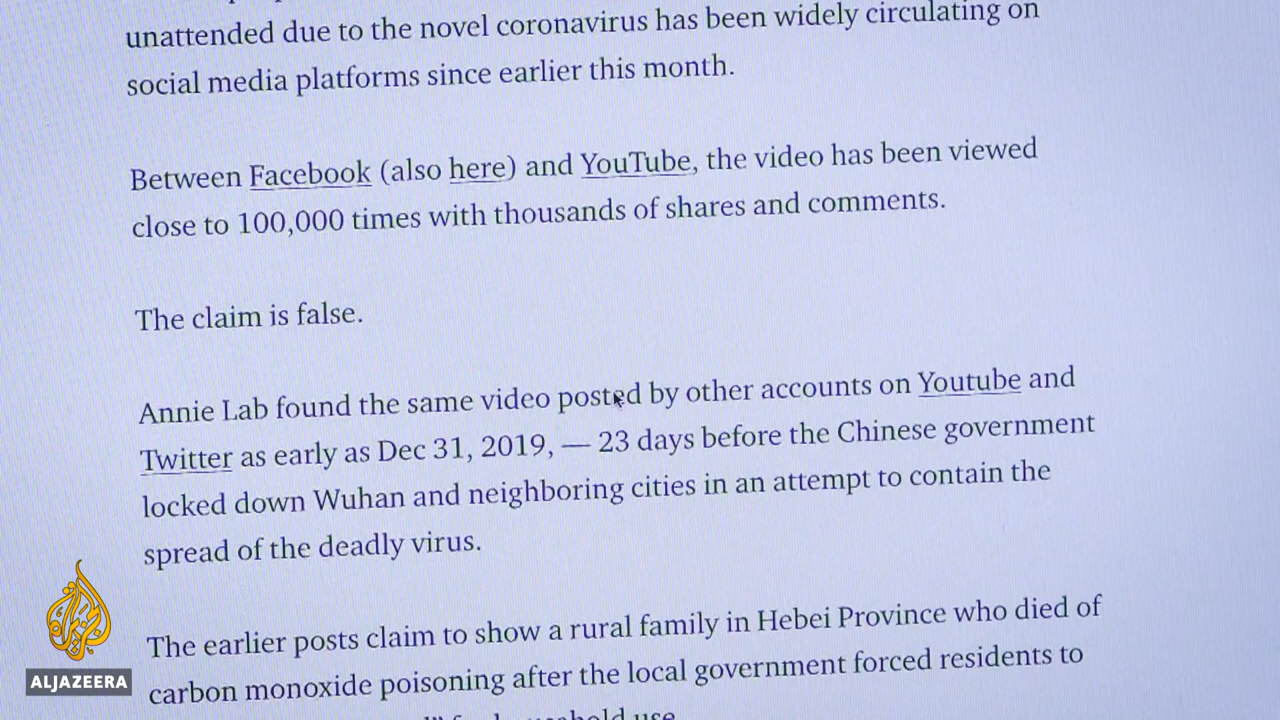 unattended due to the novel coronavirus has been widely circulating on
social media platforms since earlier this month.
Between Facebook (also here) and YouTube, the video has been viewed
close to 100,000 times with thousands of shares and comments.
The claim is false.
Annie Lab found the same video posted by other accounts on Youtube and
Twitter as early as Dec 31, 2019, — 23 days before the Chinese government
locked down Wuhan and neighboring cities in an attempt to contain the
spread of the deadly virus.
The earlier posts claim to show a rural family in Hebei Province who died of
carbon monoxide poisoning after the local government forced residents to
household use.
ALJAZEERA